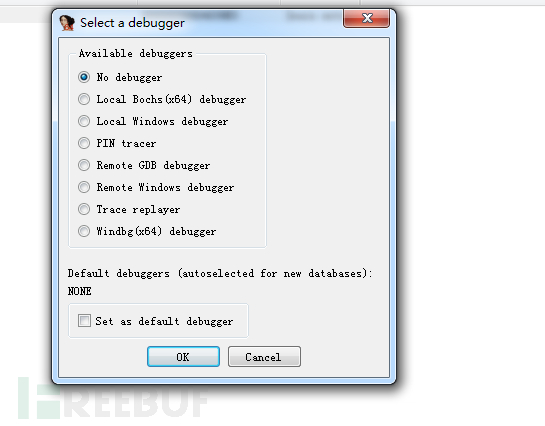 Select a debugger
Available debuggers
No debugger
Local Bochs(x64) debugger
Local Windows debugger
PIN tracer
Remote GDB debugger
Remote Windows debugger
Trace replayer
Windbg(x64) debugger
Default debuggers (autoselected for new databases):
NONE
Set as default debugger
OK Cancel
FREEBUF